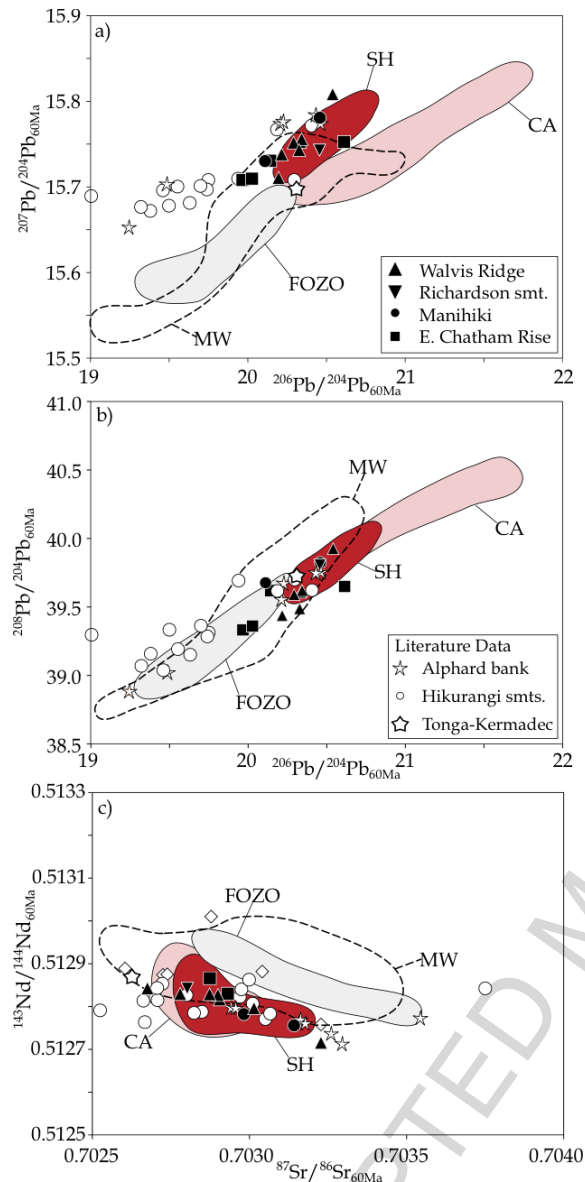 15.9
a)
SH
15.8
CA
207Pb/204Pb60Ma
15.7
15.6
FOZO
MW
15.5
▲ Walvis Ridge
▼ Richardson smt.
● Manihiki
■ E. Chatham Rise
19
20
21
22
206Pb/204Pb60Ma
41.0
b)
MW
40.5
CA
40.0
SH
208Pb/204Pb60Ma
39.5
39.0
FOZO
38.5
Literature Data
☆ Alphard bank
○ Hikurangi smts.
✩ Tonga-Kermadec
19
20
21
22
206Pb/204Pb60Ma
0.5133
c)
0.5131
FOZO
143Nd/144Nd60Ma
0.5129
MW
CA
SH
0.5127
0.5125
0.7025
0.7030
0.7035
0.7040
87Sr/86Sr60Ma
PTED M